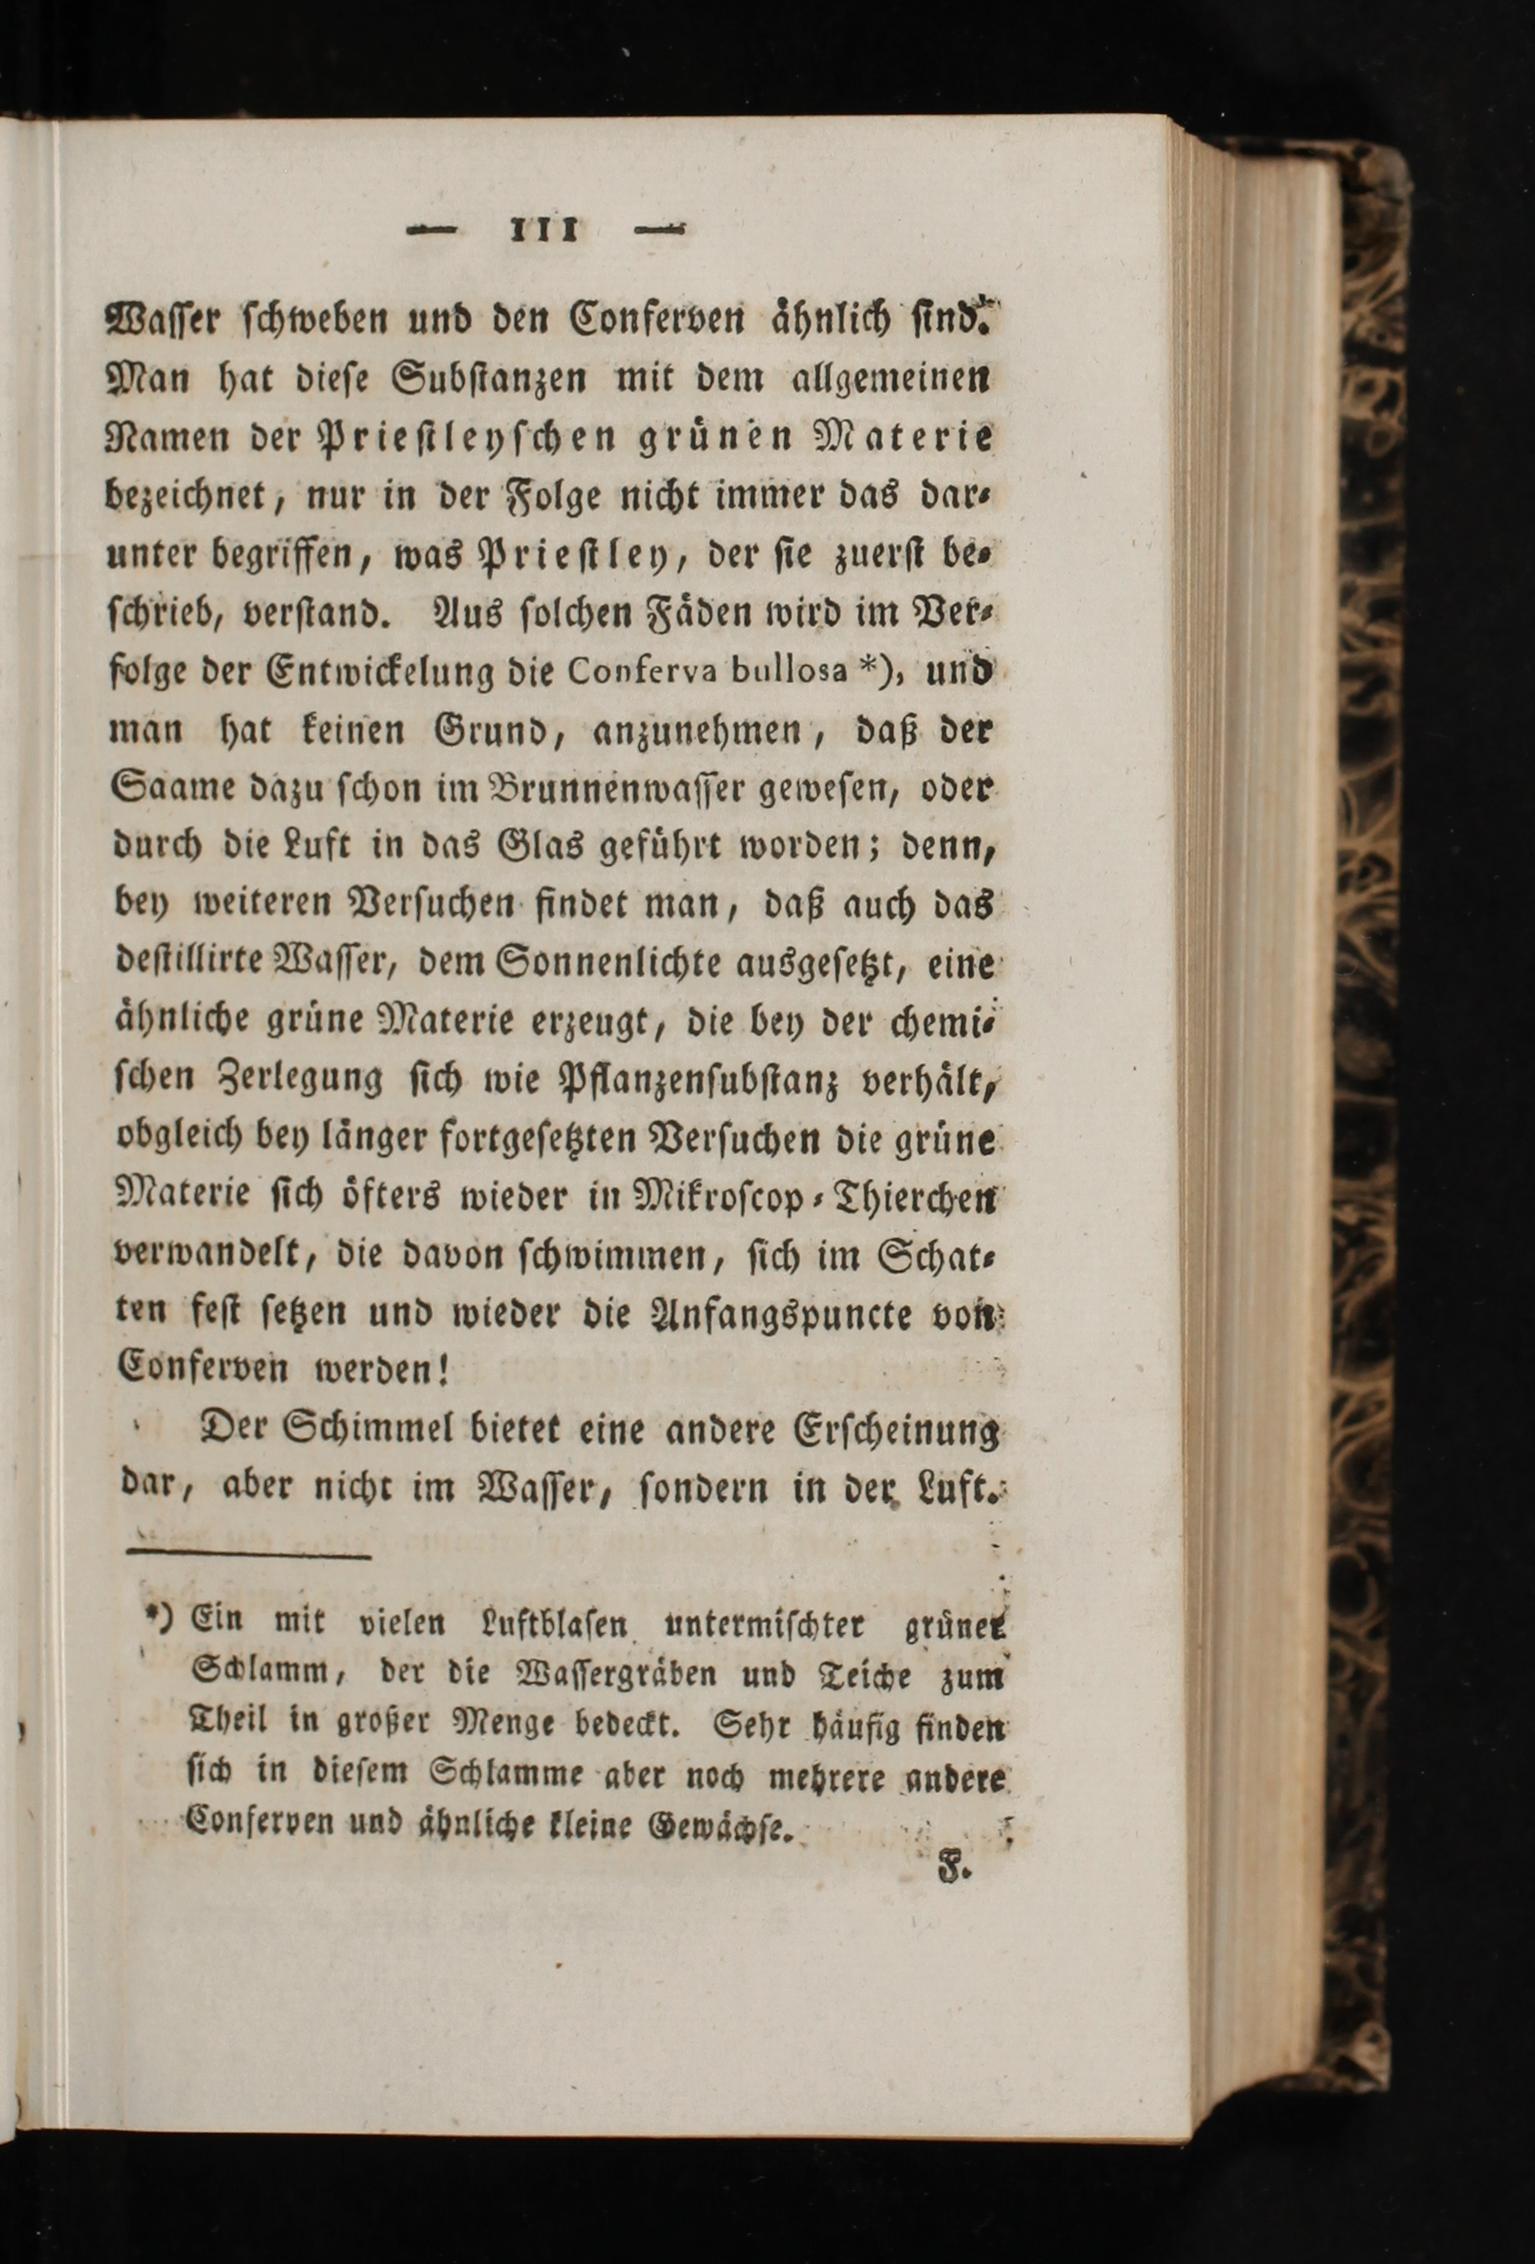 — 111 —
Waſſer ſchweben und den Conferven ähnlich ſind.
Man hat dieſe Subſtanzen mit dem allgemeinen
Namen der Prieſtleyſchen grünen Materie
bezeichnet, nur in der Folge nicht immer das dar⸗
unter begriffen, was Prieſtley, der ſie zuerſt be⸗
ſchrieb, verſtand. Aus ſolchen Fäden wird im Ver⸗
folge der Entwickelung die Conferva bullosa *), und
man hat keinen Grund, anzunehmen, daß der
Saame dazu ſchon im Brunnenwaſſer geweſen, oder
durch die Luft in das Glas geführt worden; denn,
bey weiteren Verſuchen findet man, daß auch das
deſtillirte Waſſer, dem Sonnenlichte ausgeſetzt, eine
ähnliche grüne Materie erzeugt, die bey der chemi⸗
ſchen Zerlegung ſich wie Pflanzenſubſtanz verhält,
obgleich bey länger fortgeſetzten Verſuchen die grüne
Materie ſich öfters wieder in Mikroſcop⸗Thierchen
verwandelt, die davon ſchwimmen, ſich im Schat⸗
ten feſt ſetzen und wieder die Anfangspuncte von
Conferven werden!
Der Schimmel bietet eine andere Erſcheinung
dar, aber nicht im Waſſer, ſondern in der Luft.
*) Ein mit vielen Luftblaſen untermiſchter grüner
Schlamm, der die Waſſergräben und Teiche zum
Theil in großer Menge bedeckt. Sehr häufig finden
ſich in dieſem Schlamme aber noch mehrere andere
Conferven und ähnliche kleine Gewächſe.
F.